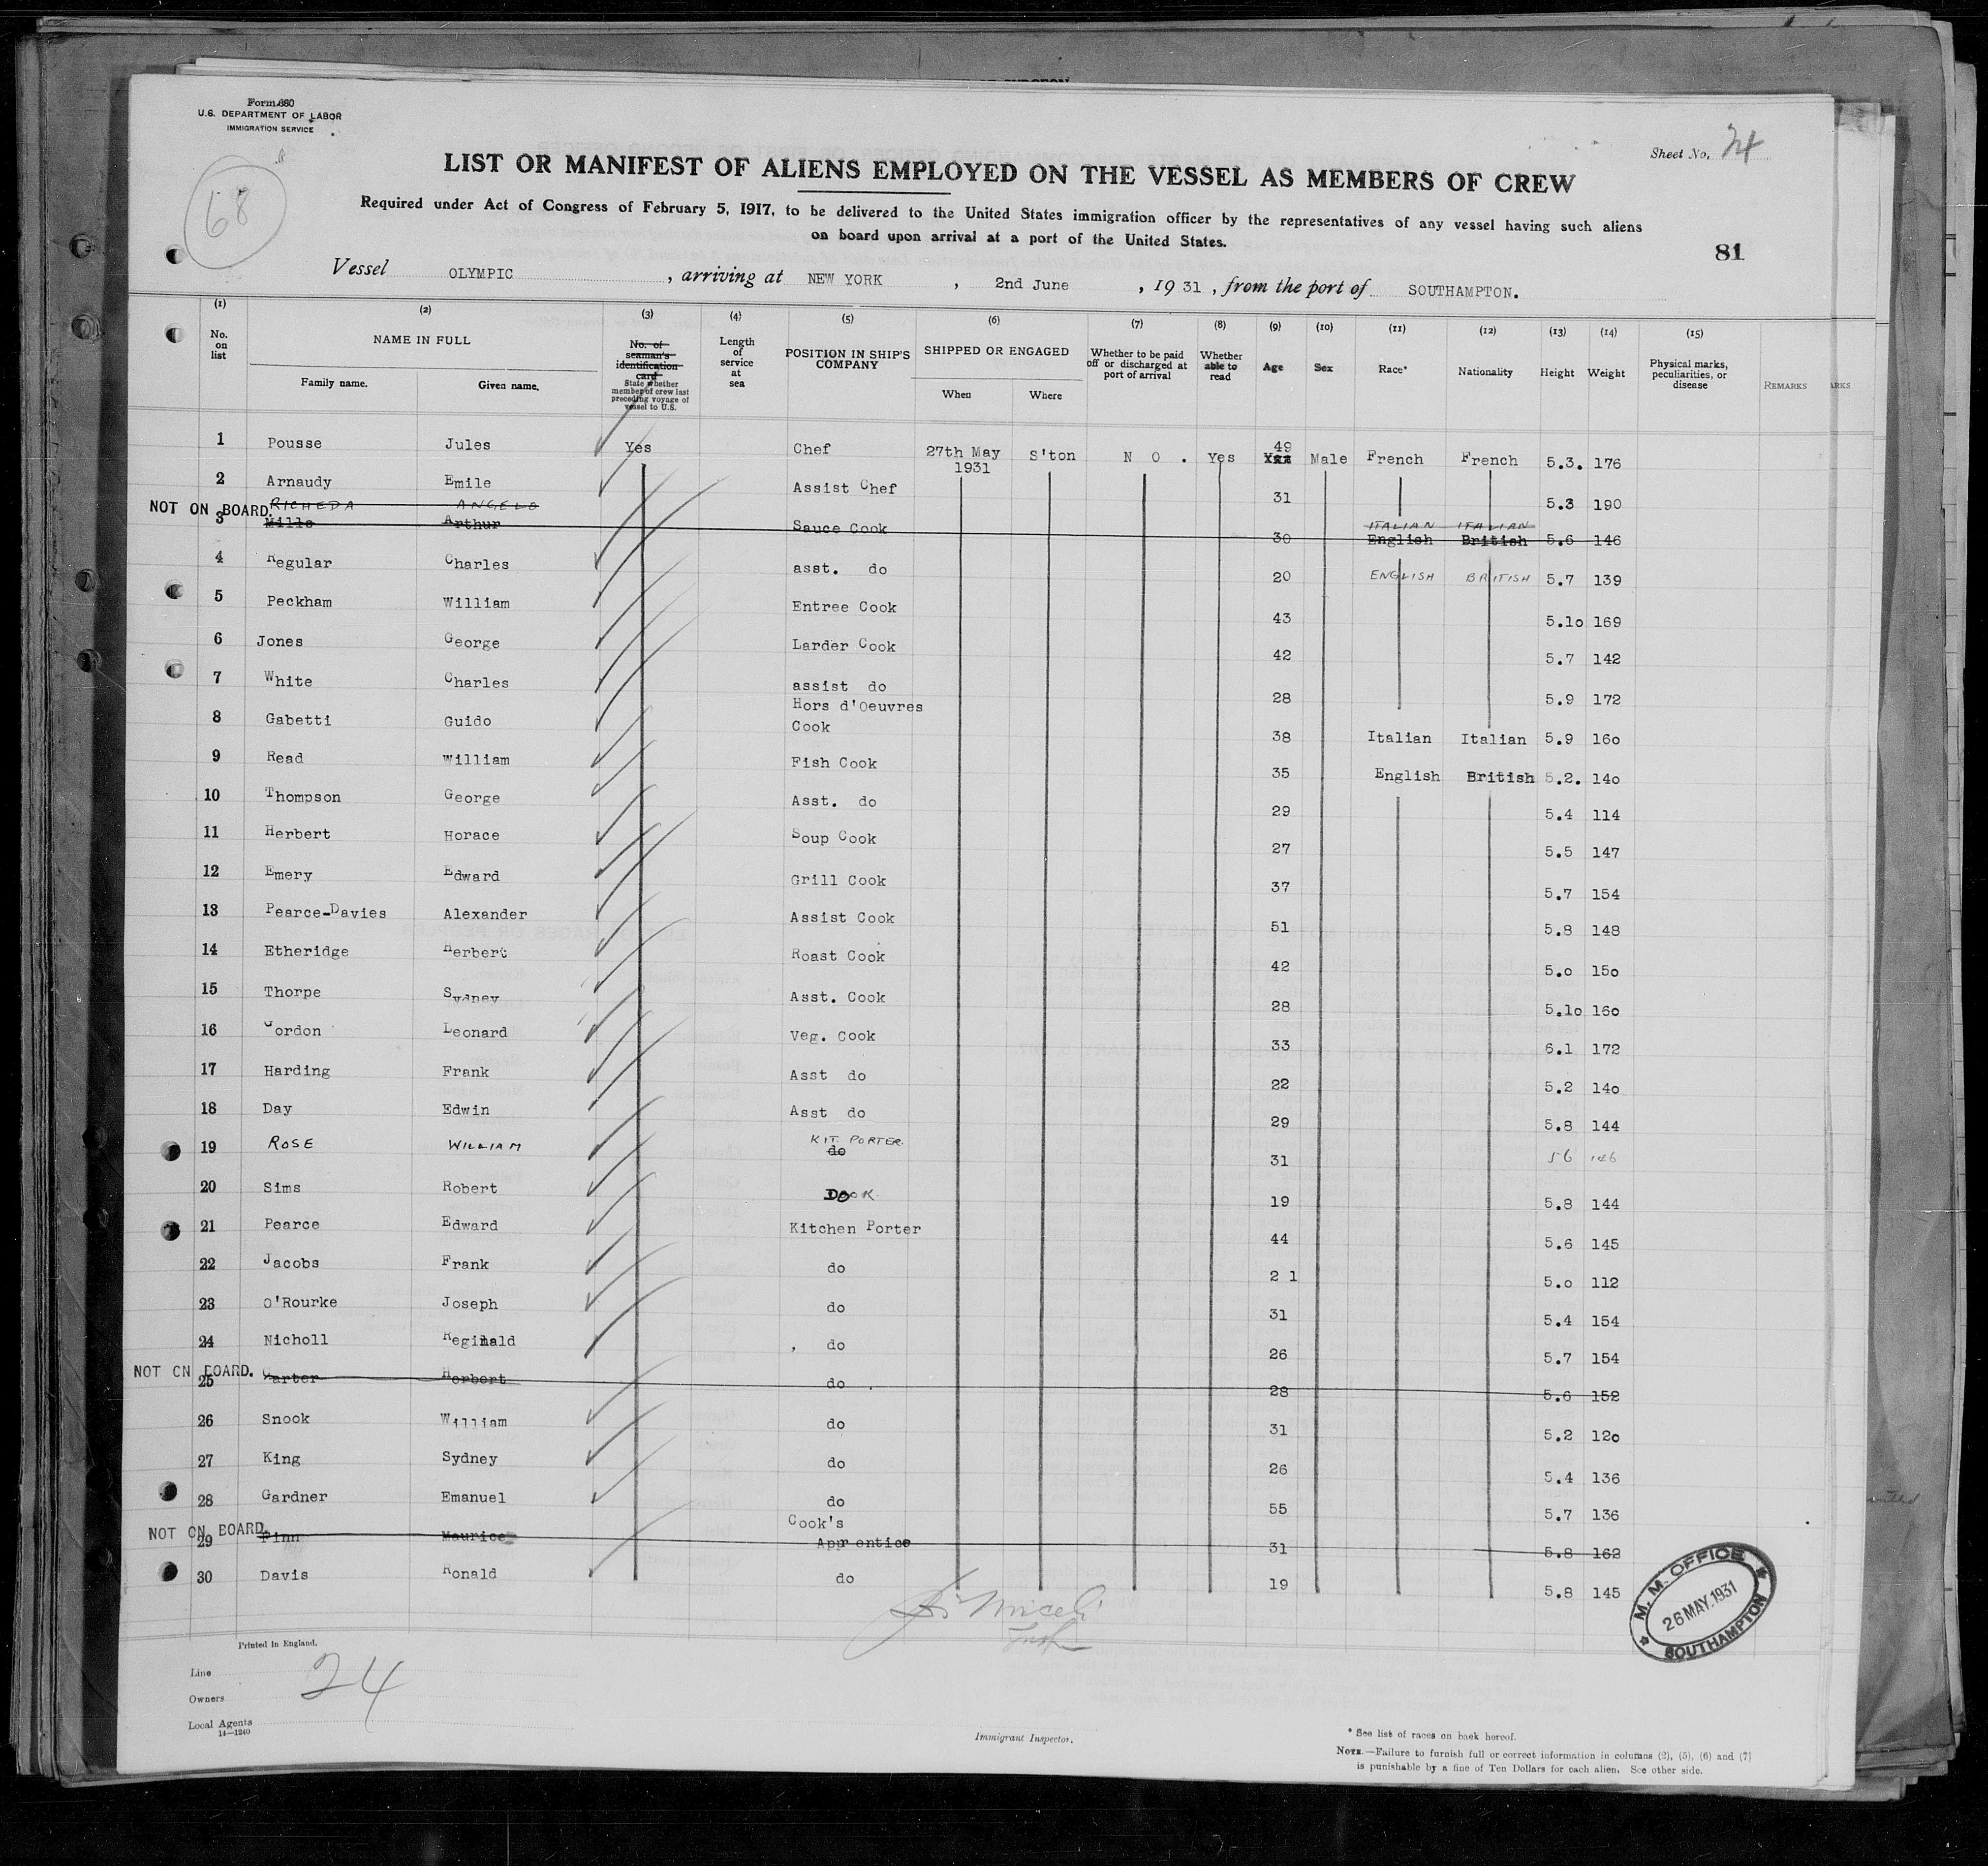 Form 680
U.S. DEPARTMENT OF LABOR
IMMIGRATION SERVICE
68
Sheet No. 24
LIST OR MANIFEST OF ALIENS EMPLOYED ON THE VESSEL AS MEMBERS OF CREW
Required under Act of Congress of February 5, 1917, to be delivered to the United States immigration officer by the representatives of any vessel having such aliens
on board upon arrival at a port of the United States.
81
Vessel OLYMPIC, arriving at NEW YORK, 2nd June, 1931, from the port of SOUTHAMPTON.
(1) (2) (3) (4) (5) (6) (7) (8) (9) (10) (11) (12) (13) (14) (15)
No. on list
NAME IN FULL
Family name. Given name.
No. of seaman's identification card
State whether member of crew last preceding voyage of vessel to U.S.
Length of service at sea
POSITION IN SHIP'S COMPANY
SHIPPED OR ENGAGED
When Where
Whether to be paid off or discharged at port of arrival
Whether able to read
Age Sex Race* Nationality Height Weight
Physical marks, peculiarities, or disease
REMARKS
1 Pousse Jules Yes Chef 27th May 1931 S'ton N O . Yes 49 Male French French 5.3. 176
2 Arnaudy Emile Assist Chef 31 5.3 190
NOT ON BOARD. RICHEDA ANGELO ITALIAN ITALIAN
3 Mills Arthur Sauce Cook 30 English British 5.6 146
4 Regular Charles asst. do 20 ENGLISH BRITISH 5.7 139
5 Peckham William Entree Cook 43 5.10 169
6 Jones George Larder Cook 42 5.7 142
7 White Charles assist do 28 5.9 172
8 Gabetti Guido Hors d'Oeuvres Cook 38 Italian Italian 5.9 160
9 Read William Fish Cook 35 English British 5.2. 140
10 Thompson George Asst. do 29 5.4 114
11 Herbert Horace Soup Cook 27 5.5 147
12 Emery Edward Grill Cook 37 5.7 154
13 Pearce-Davies Alexander Assist Cook 51 5.8 148
14 Etheridge Herbert Roast Cook 42 5.0 150
15 Thorpe Sydney Asst. Cook 28 5.10 160
16 Gordon Leonard Veg. Cook 33 6.1 172
17 Harding Frank Asst do 22 5.2 140
18 Day Edwin Asst do 29 5.8 144
19 ROSE WILLIAM KIT. PORTER. do 31 5 6 146
20 Sims Robert 19 5.8 144
21 Pearce Edward Kitchen Porter 44 5.6 145
22 Jacobs Frank do 2 1 5.0 112
23 O'Rourke Joseph do 31 5.4 154
24 Nicholl Reginald do 26 5.7 154
NOT ON BOARD.
25 Carter Herbert do 28 5.6 152
26 Snook William do 31 5.2 120
27 King Sydney do 26 5.4 136
28 Gardner Emanuel do 55 5.7 136
NOT ON BOARD.
29 Finn Maurice Cook's Apprentice 31 5.8 162
30 Davis Ronald do 19 5.8 145
M. M. OFFICE
26 MAY.1931
SOUTHAMPTON
Printed in England.
Line
24
Owners
Local Agents
14—1240
Immigrant Inspector.
* See list of races on back hereof.
NOTE.—Failure to furnish full or correct information in columns (2), (5), (6) and (7)
is punishable by a fine of Ten Dollars for each alien. See other side.